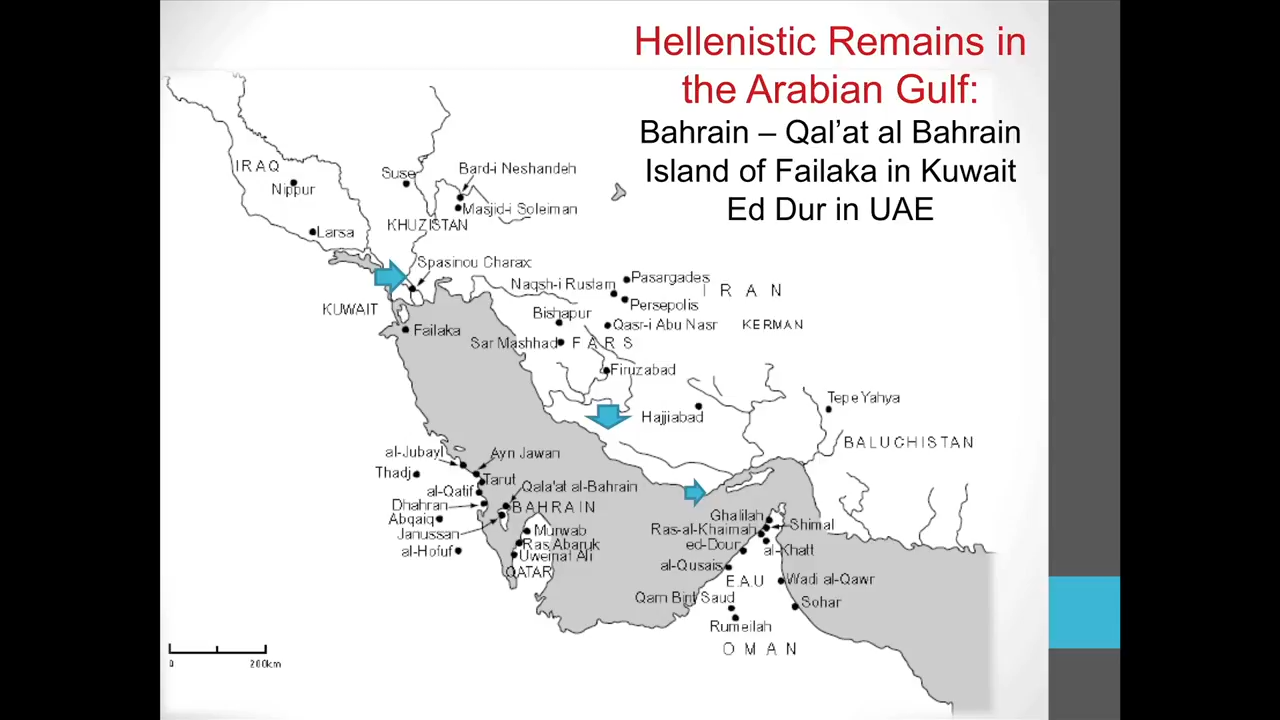 Hellenistic Remains in
the Arabian Gulf:
Bahrain – Qal'at al Bahrain
Island of Failaka in Kuwait
Ed Dur in UAE
IRAQ
Nippur
Larsa
Suse
Bard-i Neshandeh
Masjid-i Soleiman
KHUZISTAN
Spasinou Charax
KUWAIT
Failaka
Naqsh-i Rustam
Pasargades
IRAN
Persepolis
Bishapur
Qasr-i Abu Nasr
KERMAN
Sar Mashhad
FARS
Firuzabad
Hajjiabad
Tepe Yahya
BALUCHISTAN
al-Jubayl
Ayn Jawan
Thadj
Tarut
al-Qatif
Qala'at al-Bahrain
Dhahran
BAHRAIN
Abqaiq
Janussan
al-Hofuf
Murwab
Ras Abaruk
Uweinat Ali
QATAR
Ghalilah
Shimal
Ras-al-Khaimah
ed-Dour
al-Khatt
al-Qusais
E.A.U
Wadi al-Qawr
Qarn Bint Saud
Sohar
Rumeilah
OMAN
0
200km